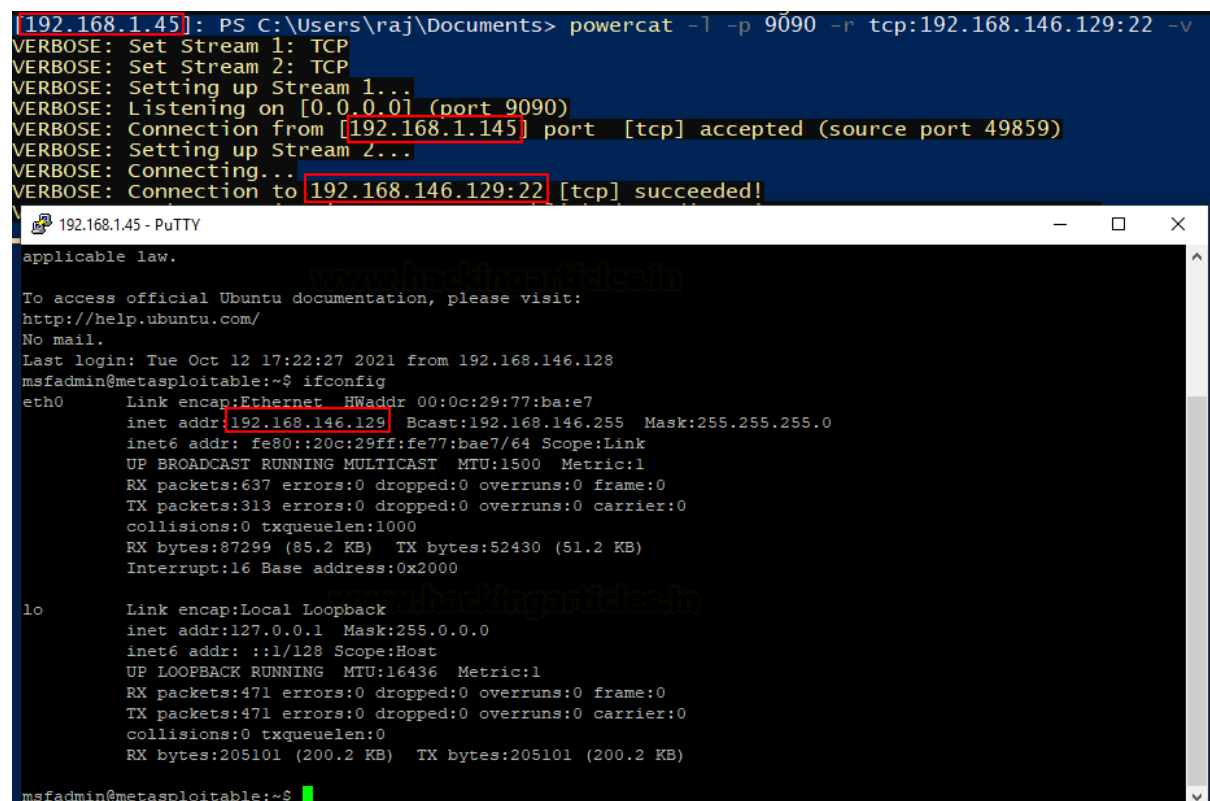 [192.168.1.45]: PS C:\Users\raj\Documents> powercat -l -p 9090 -r tcp:192.168.146.129:22 -v
VERBOSE: Set Stream 1: TCP
VERBOSE: Set Stream 2: TCP
VERBOSE: Setting up Stream 1...
VERBOSE: Listening on [0.0.0.0] (port 9090)
VERBOSE: Connection from [192.168.1.145] port  [tcp] accepted (source port 49859)
VERBOSE: Setting up Stream 2...
VERBOSE: Connecting...
VERBOSE: Connection to 192.168.146.129:22 [tcp] succeeded!
192.168.1.45 - PuTTY
applicable law.
www.hackingarticles.in
To access official Ubuntu documentation, please visit:
http://help.ubuntu.com/
No mail.
Last login: Tue Oct 12 17:22:27 2021 from 192.168.146.128
msfadmin@metasploitable:~$ ifconfig
eth0      Link encap:Ethernet  HWaddr 00:0c:29:77:ba:e7
inet addr:192.168.146.129  Bcast:192.168.146.255  Mask:255.255.255.0
inet6 addr: fe80::20c:29ff:fe77:bae7/64 Scope:Link
UP BROADCAST RUNNING MULTICAST  MTU:1500  Metric:1
RX packets:637 errors:0 dropped:0 overruns:0 frame:0
TX packets:313 errors:0 dropped:0 overruns:0 carrier:0
collisions:0 txqueuelen:1000
RX bytes:87299 (85.2 KB)  TX bytes:52430 (51.2 KB)
Interrupt:16 Base address:0x2000
www.hackingarticles.in
lo        Link encap:Local Loopback
inet addr:127.0.0.1  Mask:255.0.0.0
inet6 addr: ::1/128 Scope:Host
UP LOOPBACK RUNNING  MTU:16436  Metric:1
RX packets:471 errors:0 dropped:0 overruns:0 frame:0
TX packets:471 errors:0 dropped:0 overruns:0 carrier:0
collisions:0 txqueuelen:0
RX bytes:205101 (200.2 KB)  TX bytes:205101 (200.2 KB)
msfadmin@metasploitable:~$